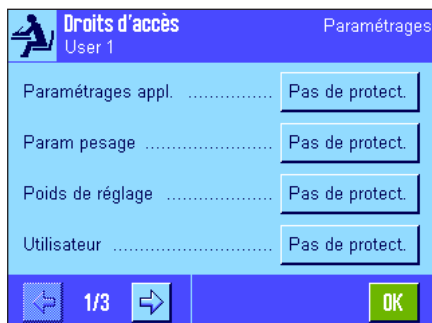 Droits d'accès Paramétrages
User 1
Paramétrages appl. ................ Pas de protect.
Param pesage ........................ Pas de protect.
Poids de réglage .................... Pas de protect.
Utilisateur .............................. Pas de protect.
1/3 OK